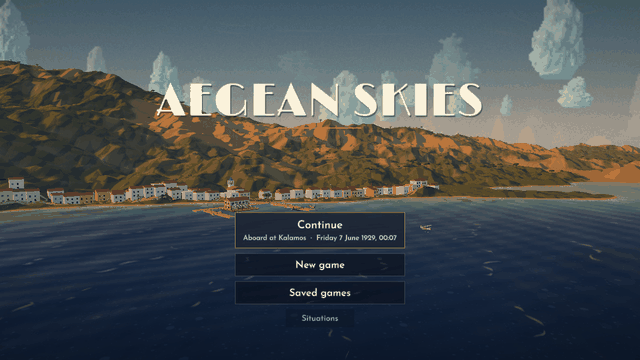 AEGEAN SKIES
Continue
Aboard at Kalamos · Friday 7 June 1929, 00:07
New game
Saved games
Situations